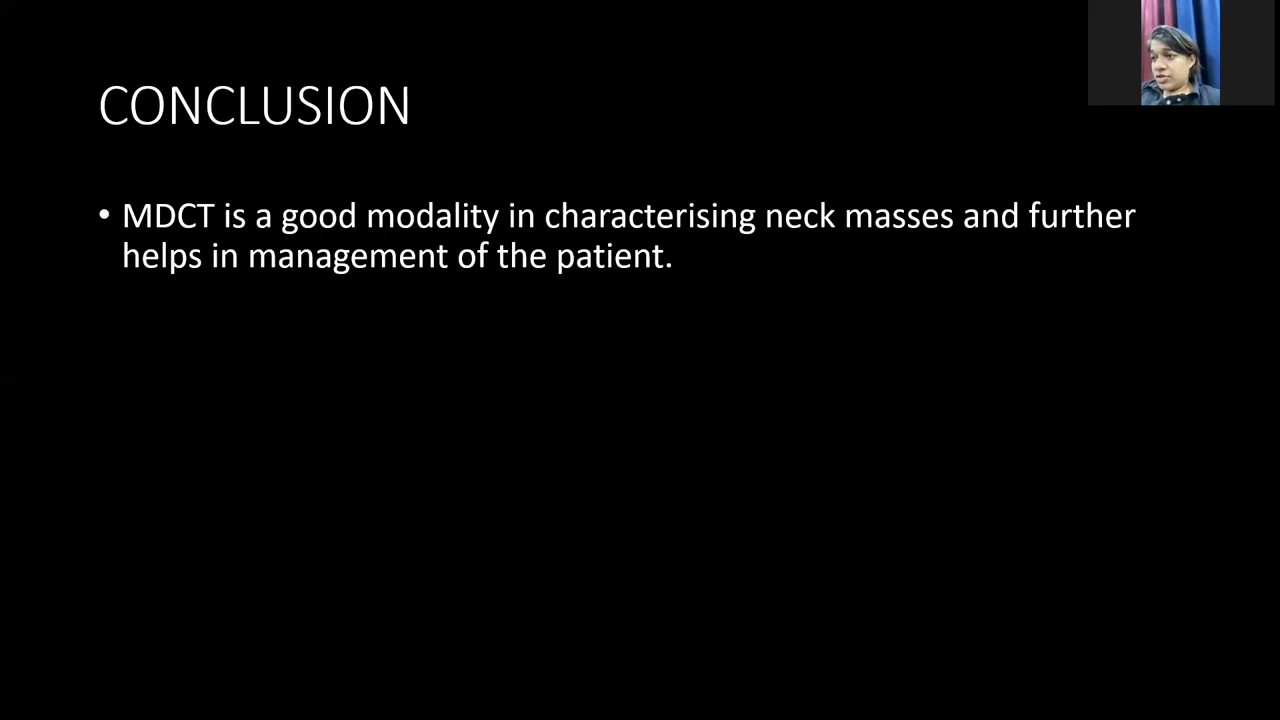 CONCLUSION
• MDCT is a good modality in characterising neck masses and further
helps in management of the patient.